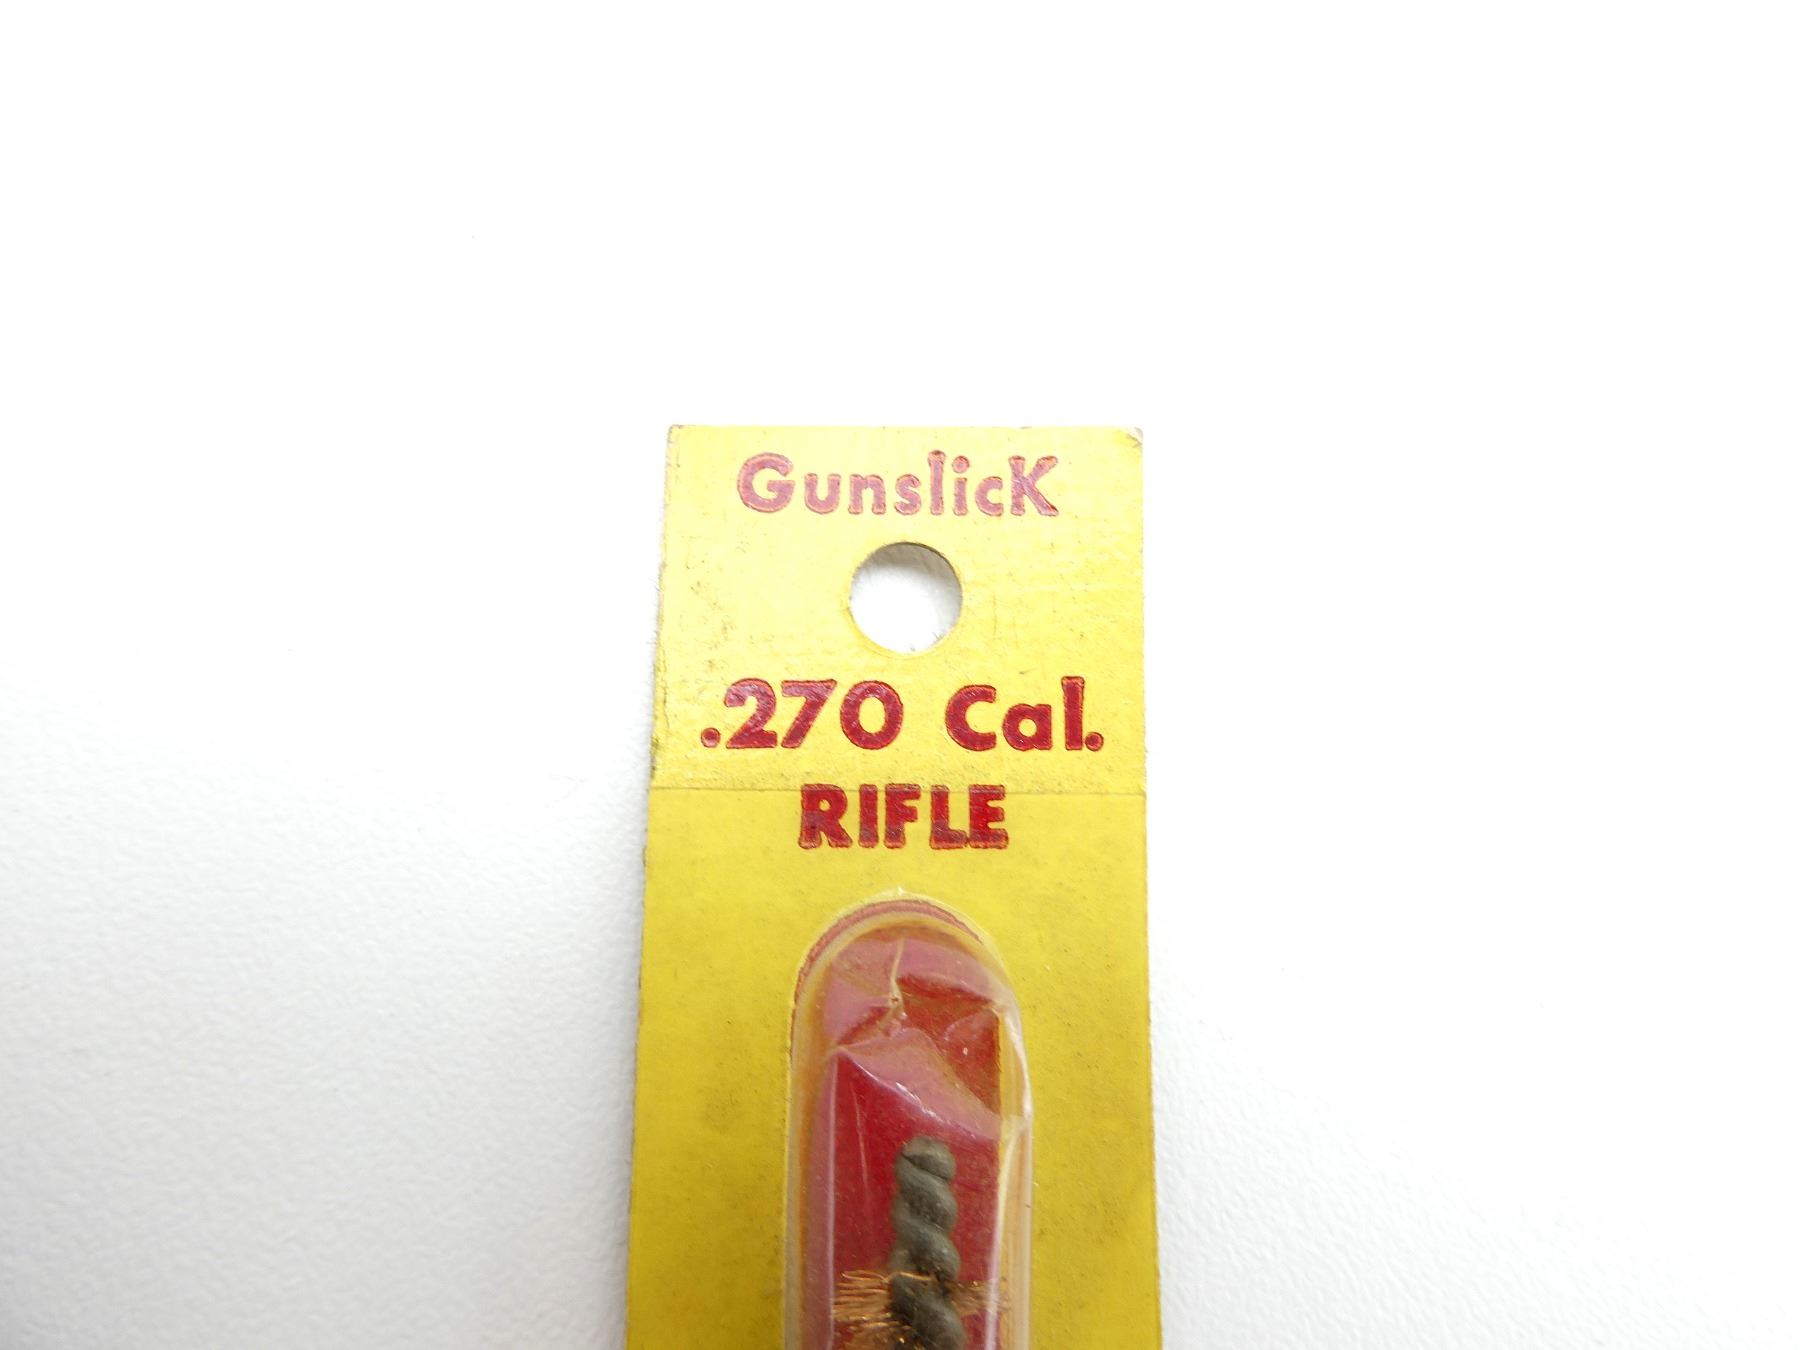 GunslicK
.270 Cal.
RIFLE